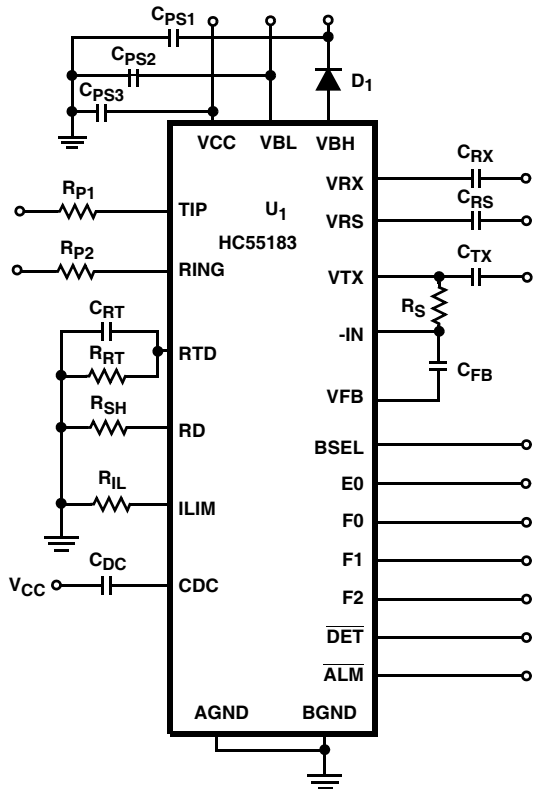 CPS1
CPS2
D1
CPS3
VCC VBL VBH
CRX
VRX
RP1
CRS
TIP
U1
VRS
HC55183
RP2
CTX
RING
VTX
CRT
RS
-IN
RTD
RRT
CFB
VFB
RSH
RD
BSEL
RIL
E0
ILIM
F0
CDC
F1
VCC
CDC
F2
DET
ALM
AGND BGND